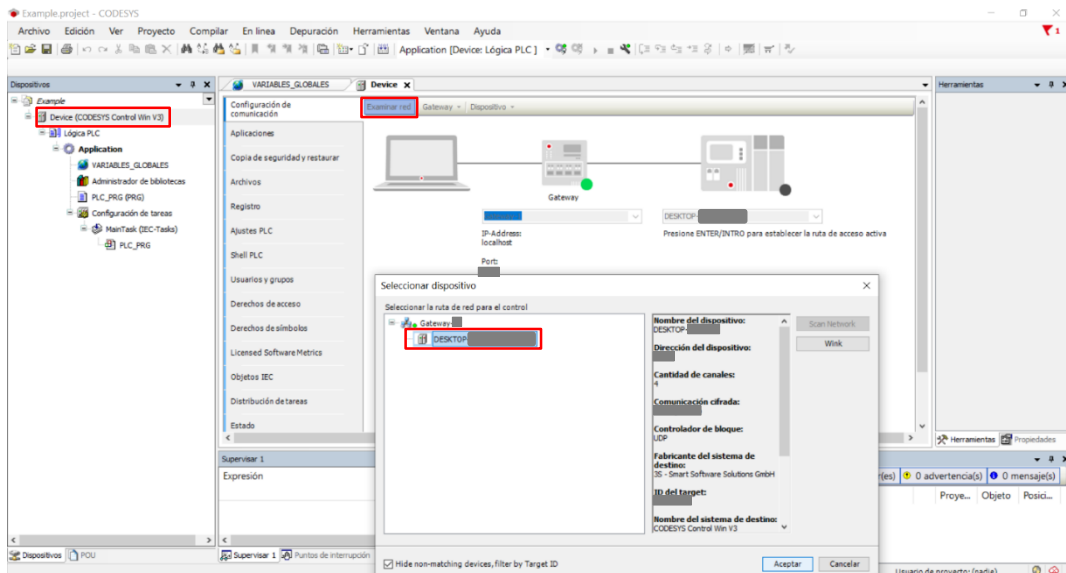 Example.project - CODESYS
Archivo Edición Ver Proyecto Compilar En línea Depuración Herramientas Ventana Ayuda
1
Application [Device: Lógica PLC]
Dispositivos
Example
Device (CODESYS Control Win V3)
Lógica PLC
Application
VARIABLES_GLOBALES
Administrador de bibliotecas
PLC_PRG (PRG)
Configuración de tareas
MainTask (IEC-Tasks)
PLC_PRG
Dispositivos POU
VARIABLES_GLOBALES Device
Configuración de
comunicación
Aplicaciones
Copia de seguridad y restaurar
Archivos
Registro
Ajustes PLC
Shell PLC
Usuarios y grupos
Derechos de acceso
Derechos de símbolos
Licensed Software Metrics
Objetos IEC
Distribución de tareas
Estado
Examinar red Gateway Dispositivo
Gateway
IP-Address:
localhost
Port:
DESKTOP-
Presione ENTER/INTRO para establecer la ruta de acceso activa
Herramientas
Herramientas Propiedades
Supervisar 1
Expresión
Supervisar 1 Puntos de interrupción
Seleccionar dispositivo
Seleccionar la ruta de red para el control
Gateway-
DESKTOP-
Nombre del dispositivo:
DESKTOP-
Dirección del dispositivo:
Cantidad de canales:
4
Comunicación cifrada:
Controlador de bloque:
UDP
Fabricante del sistema de
destino:
3S - Smart Software Solutions GmbH
ID del target:
Nombre del sistema de destino:
CODESYS Control Win V3
Scan Network
Wink
Hide non-matching devices, filter by Target ID
Aceptar Cancelar
r(es) 0 advertencia(s) 0 mensaje(s)
Proye... Objeto Posici...
Usuario de proyecto: (nadie)